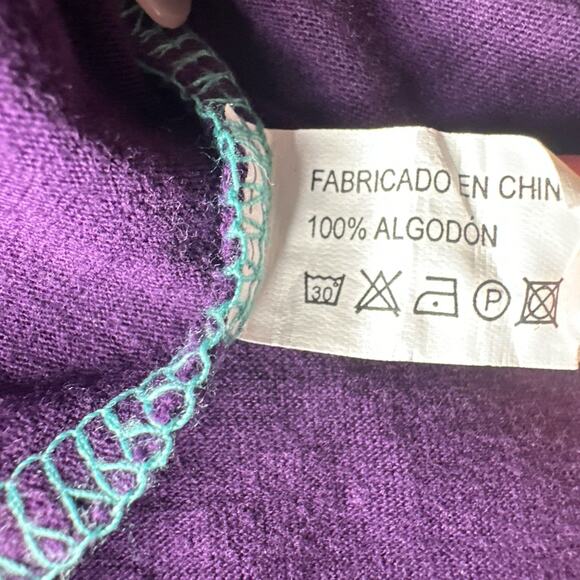 FABRICADO EN CHIN
100% ALGODÓN
30°
P